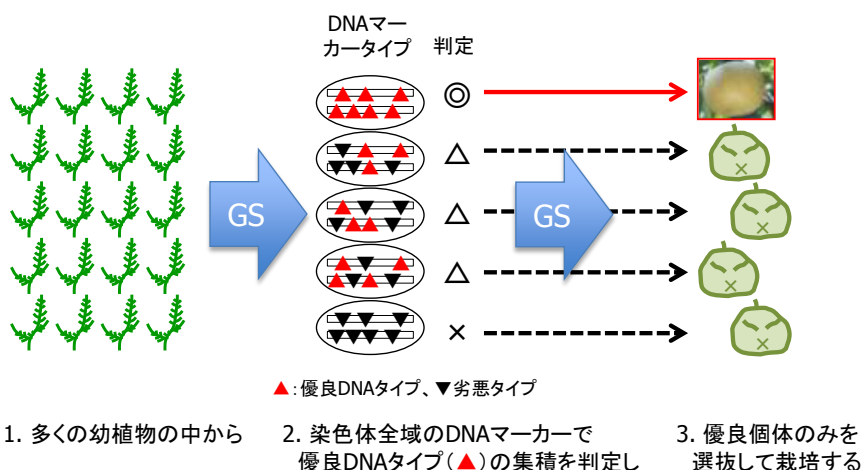 DNAマー
カータイプ
判定
◎
△
GS
△
GS
△
×
▲:優良DNAタイプ、▼劣悪タイプ
1. 多くの幼植物の中から
2. 染色体全域のDNAマーカーで
優良DNAタイプ(▲)の集積を判定し
3. 優良個体のみを
選抜して栽培する